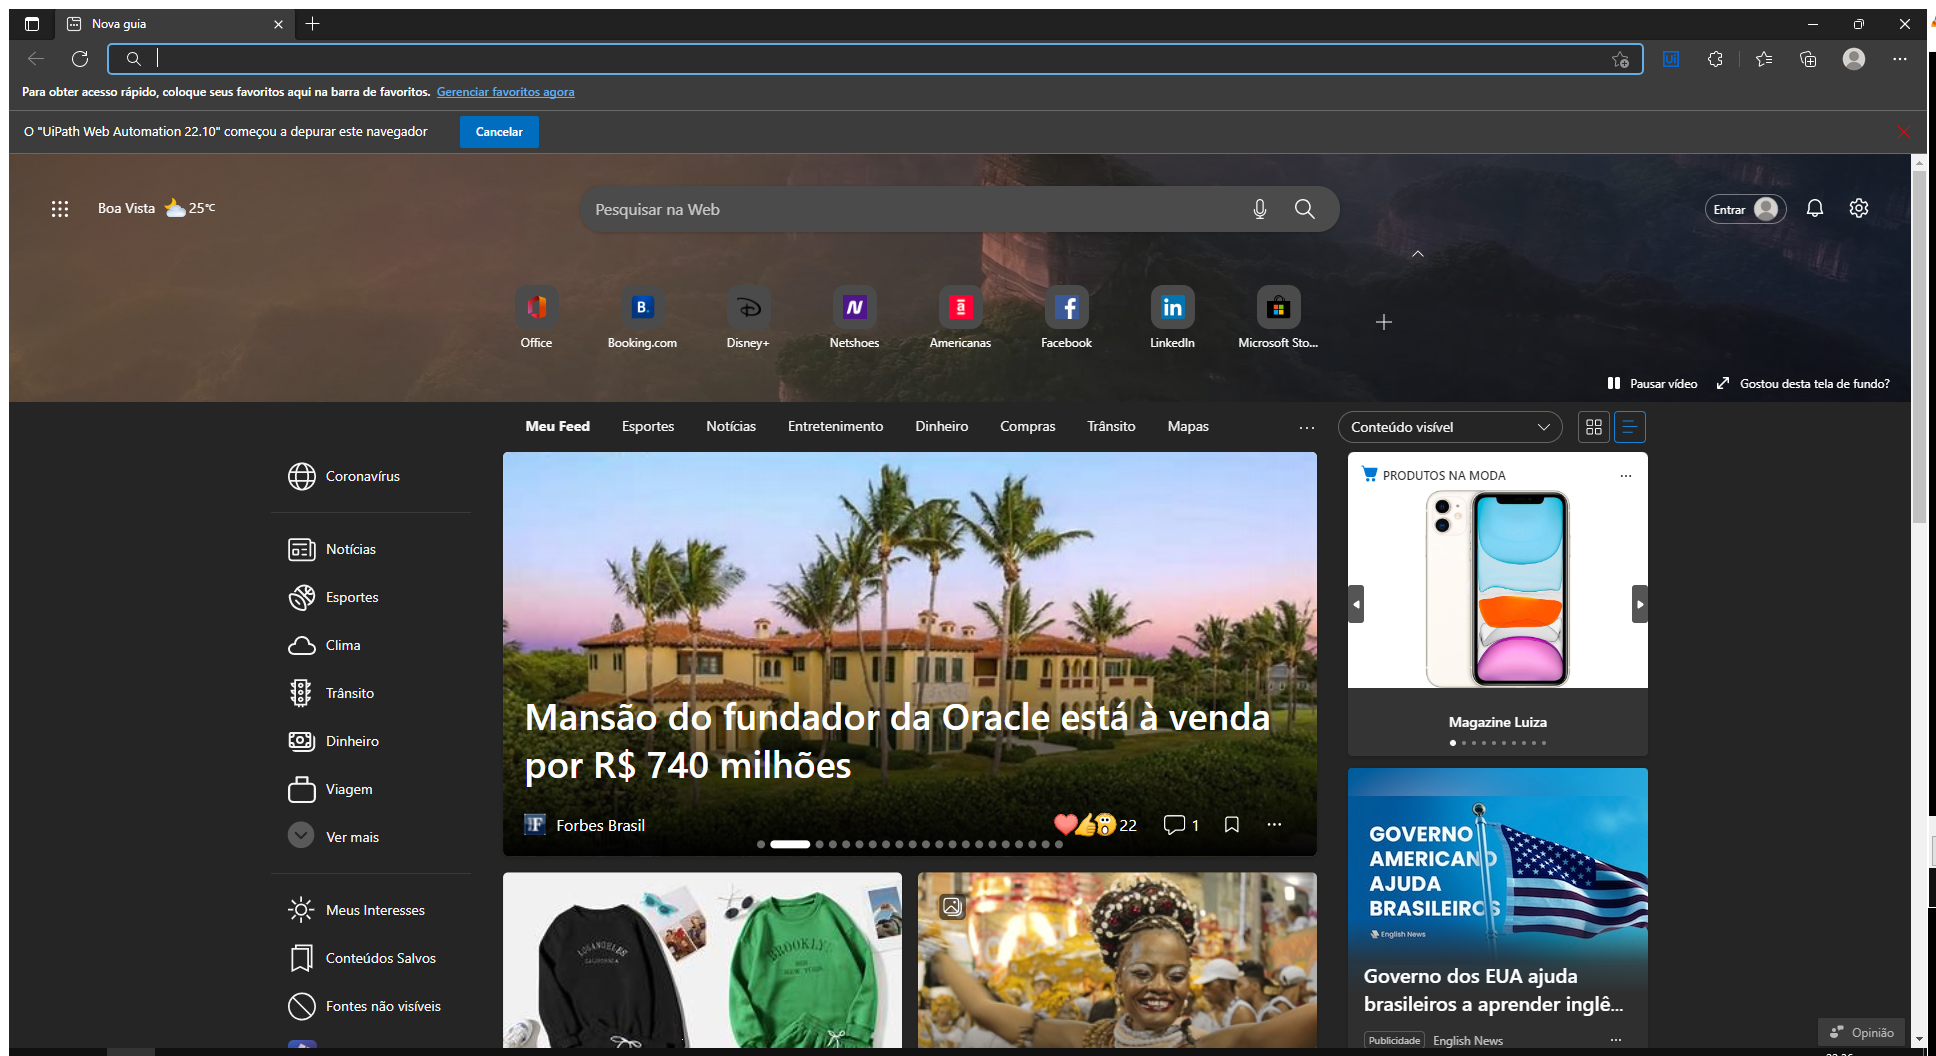 Nova guia
Para obter acesso rápido, coloque seus favoritos aqui na barra de favoritos. Gerenciar favoritos agora
O "UiPath Web Automation 22.10" começou a depurar este navegador Cancelar
Boa Vista 25°C
Pesquisar na Web
Entrar
Office Booking.com Disney+ Netshoes Americanas Facebook LinkedIn Microsoft Sto...
Pausar vídeo Gostou desta tela de fundo?
Meu Feed Esportes Notícias Entretenimento Dinheiro Compras Trânsito Mapas ... Conteúdo visível
Coronavírus
Notícias
Esportes
Clima
Trânsito
Dinheiro
Viagem
Ver mais
Meus Interesses
Conteúdos Salvos
Fontes não visíveis
Mansão do fundador da Oracle está à venda
por R$ 740 milhões
Forbes Brasil 22 1
LOS ANGELES
CALIFORNIA
BROOKLYN
NEW YORK
PRODUTOS NA MODA
Magazine Luiza
GOVERNO
AMERICANO
AJUDA
BRASILEIROS
English News
Governo dos EUA ajuda
brasileiros a aprender inglê...
Publicidade English News
Opinião